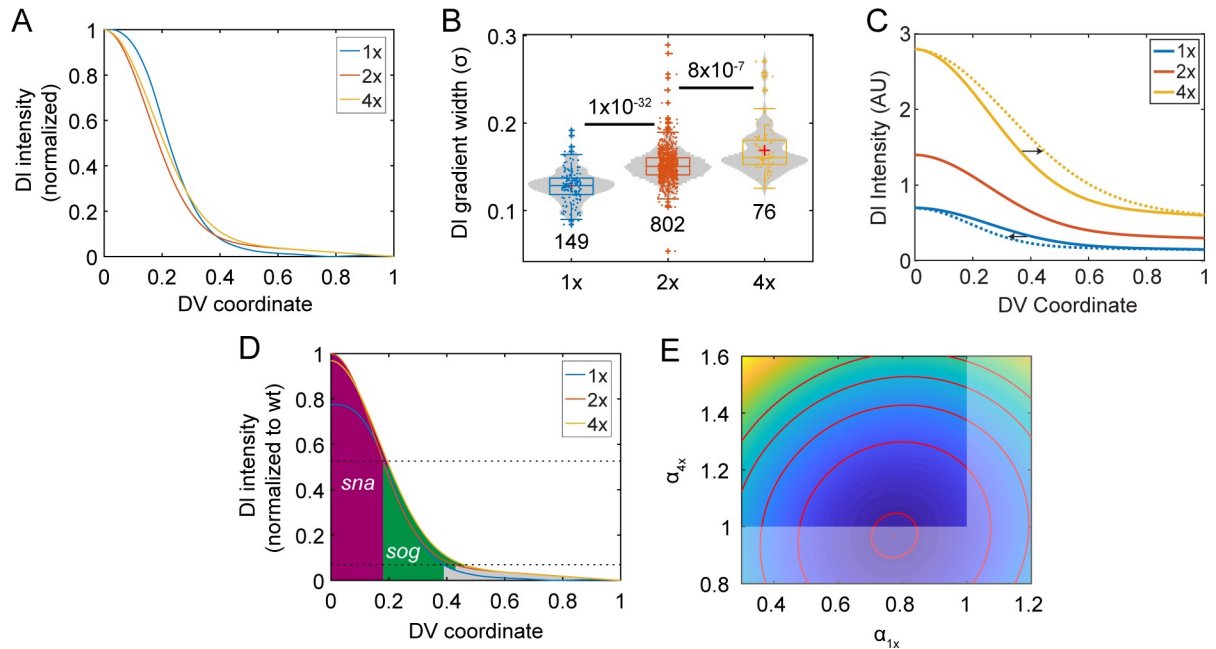 A
DI intensity
(normalized)
1
0.8
0.6
0.4
0.2
0
0 0.2 0.4 0.6 0.8 1
DV coordinate
1x
2x
4x
B
DI gradient width (σ)
0.3
0.2
0.1
1x10-32
8x10-7
149
802
76
1x 2x 4x
C
DI Intensity (AU)
3
2
1
0
0 0.2 0.4 0.6 0.8 1
DV Coordinate
1x
2x
4x
D
DI intensity
(normalized to wt)
1
0.8
0.6
0.4
0.2
0
0 0.2 0.4 0.6 0.8 1
DV coordinate
1x
2x
4x
sna
sog
E
α4x
1.6
1.4
1.2
1
0.8
0.4 0.6 0.8 1 1.2
α1x